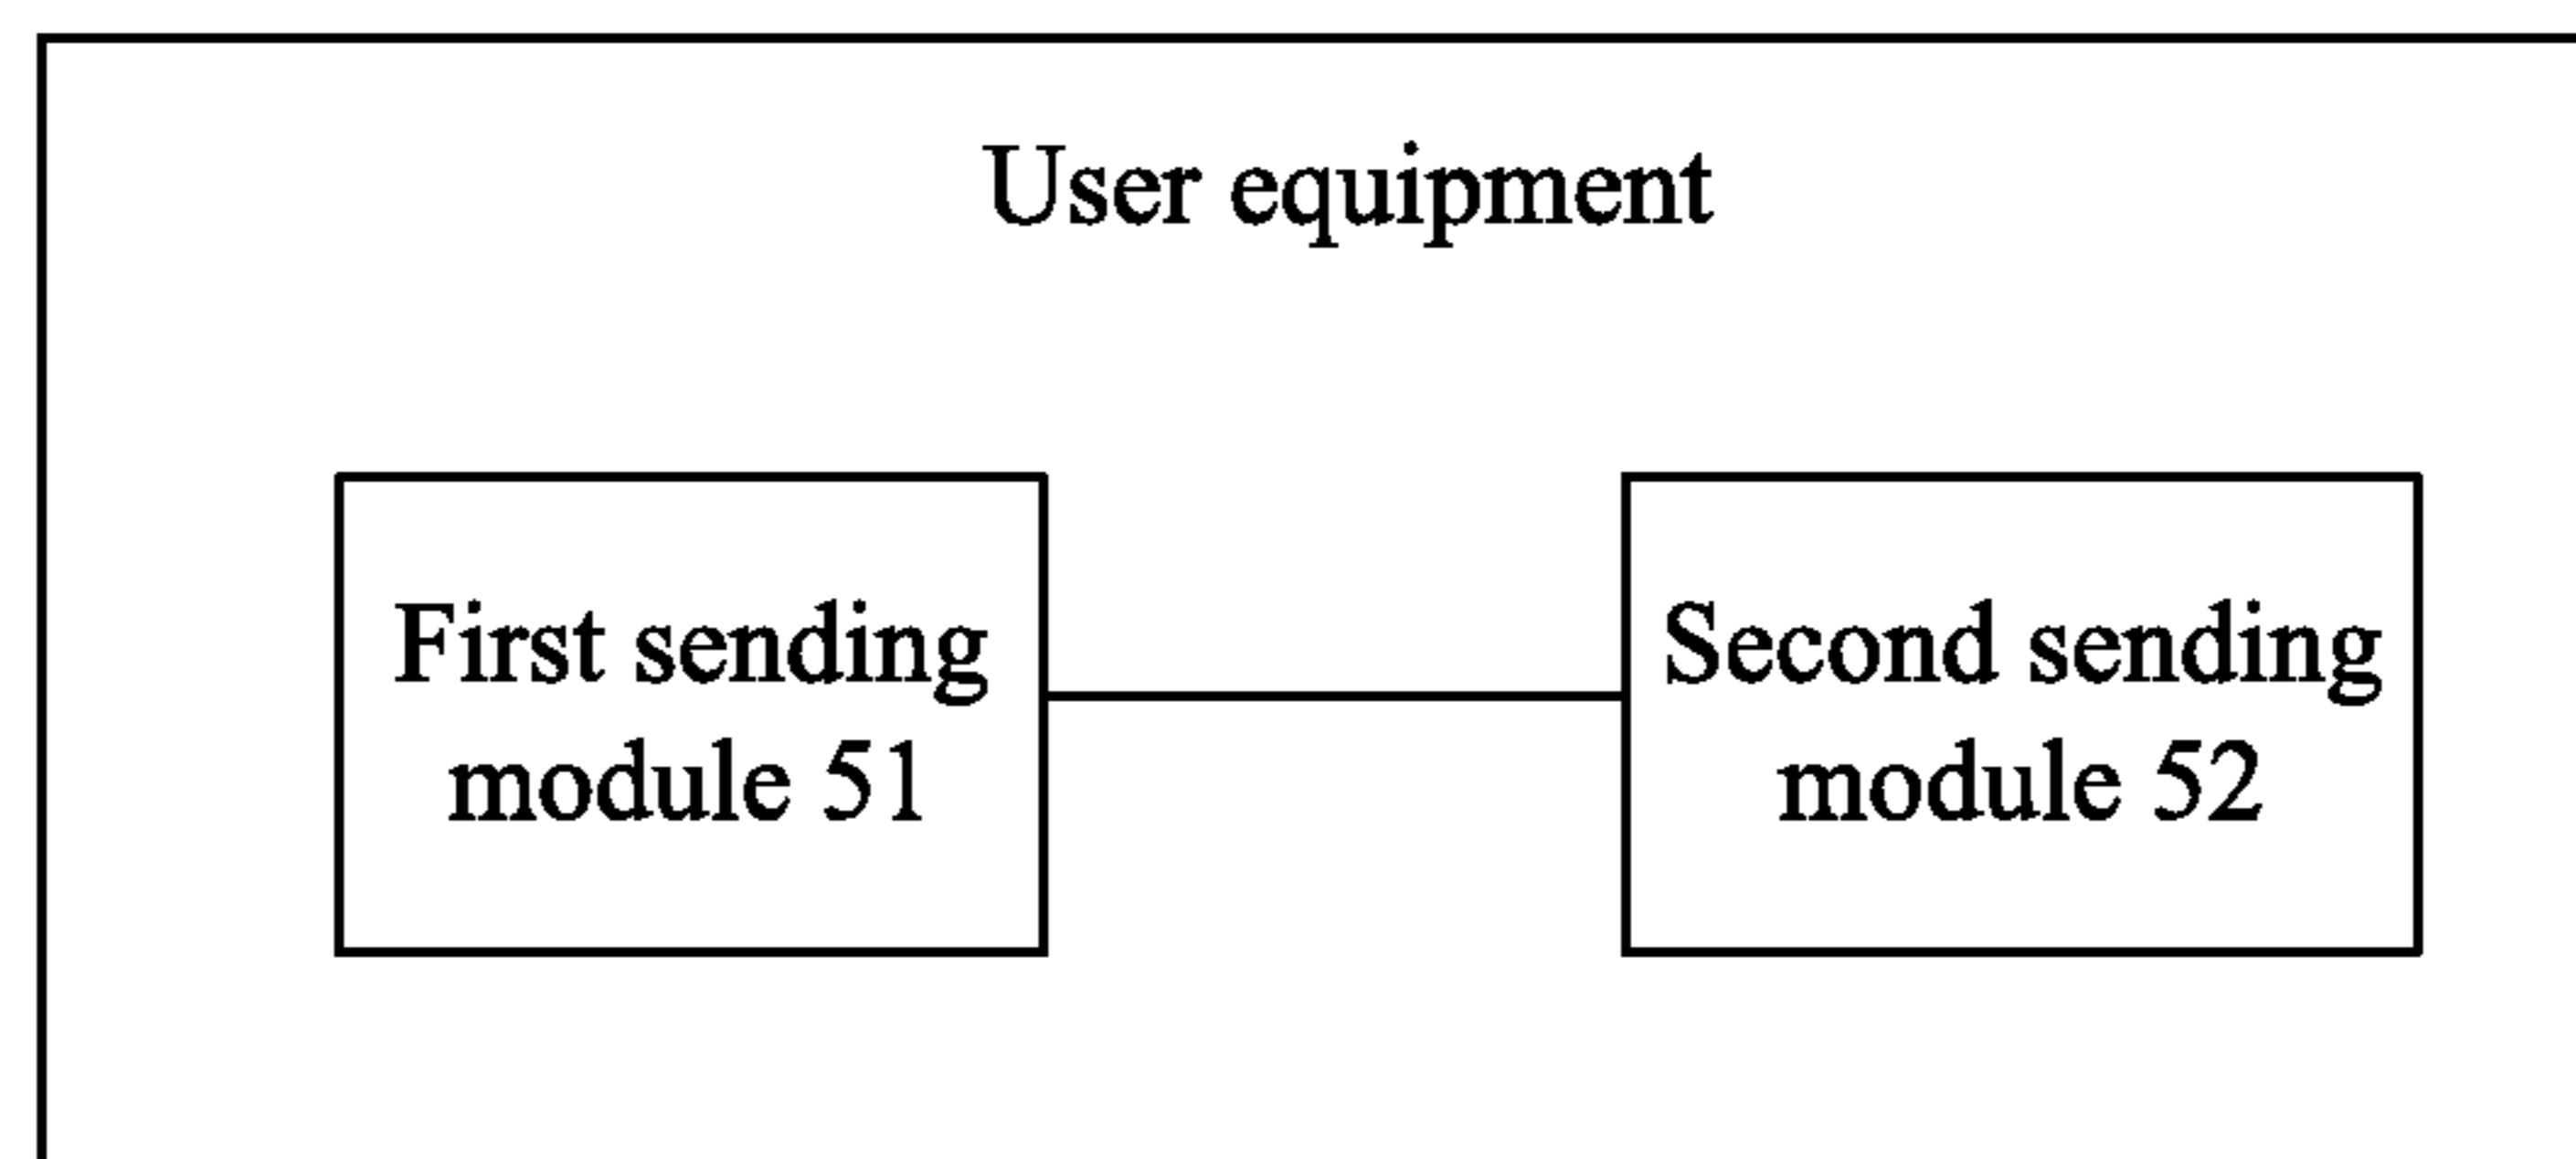 User equipment
First sending
module 51
Second sending
module 52